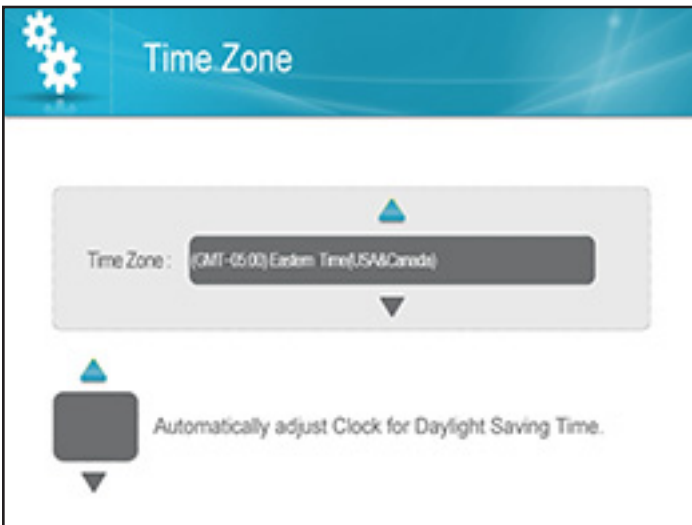 Time Zone
Time Zone : (GMT-05:00) Eastern Time(USA&Canada)
Automatically adjust Clock for Daylight Saving Time.